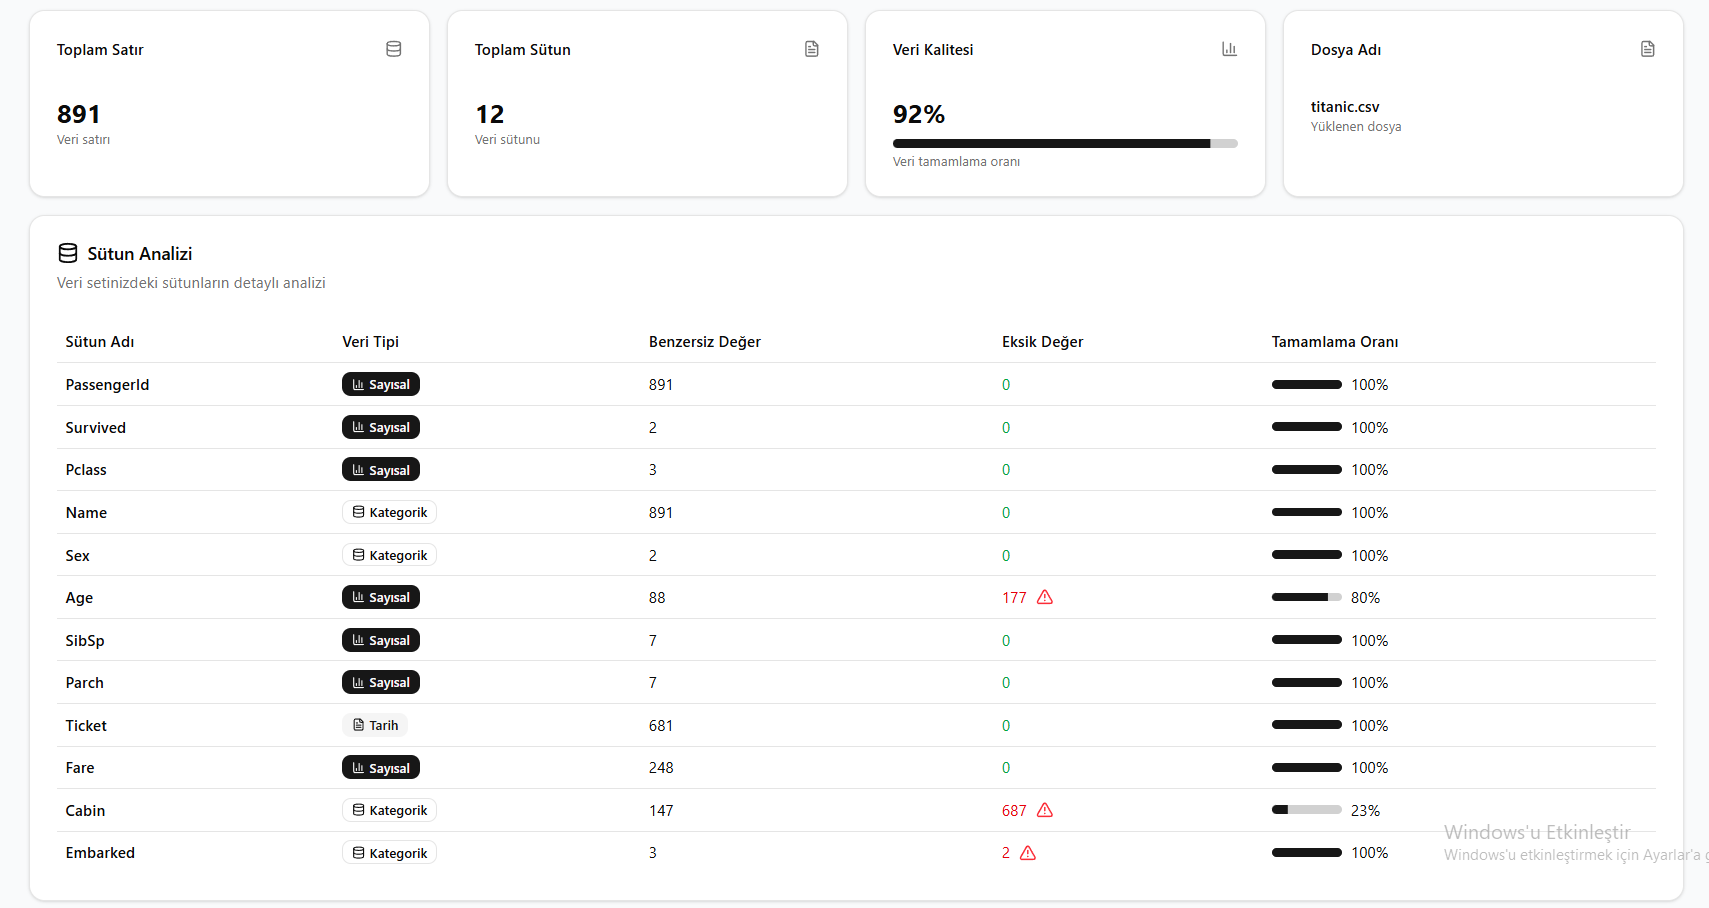 Toplam Satır
891
Veri satırı
Toplam Sütun
12
Veri sütunu
Veri Kalitesi
92%
Veri tamamlama oranı
Dosya Adı
titanic.csv
Yüklenen dosya
Sütun Analizi
Veri setinizdeki sütunların detaylı analizi
Sütun Adı Veri Tipi Benzersiz Değer Eksik Değer Tamamlama Oranı
PassengerId Sayısal 891 0 100%
Survived Sayısal 2 0 100%
Pclass Sayısal 3 0 100%
Name Kategorik 891 0 100%
Sex Kategorik 2 0 100%
Age Sayısal 88 177 80%
SibSp Sayısal 7 0 100%
Parch Sayısal 7 0 100%
Ticket Tarih 681 0 100%
Fare Sayısal 248 0 100%
Cabin Kategorik 147 687 23%
Embarked Kategorik 3 2 100%
Windows'u Etkinleştir
Windows'u etkinleştirmek için Ayarlar'a